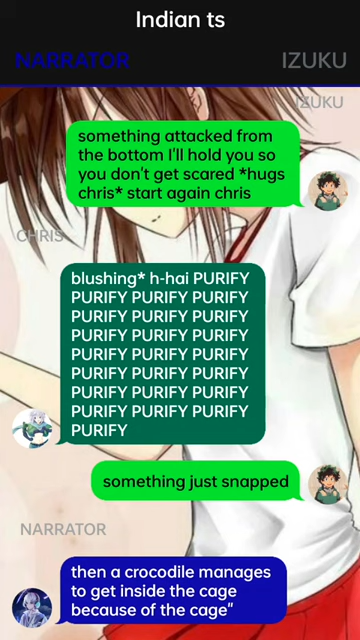 Indian ts
NARRATOR IZUKU
IZUKU
something attacked from
the bottom I'll hold you so
you don't get scared *hugs
chris* start again chris
CHRIS
blushing* h-hai PURIFY
PURIFY PURIFY PURIFY
PURIFY PURIFY PURIFY
PURIFY PURIFY PURIFY
PURIFY PURIFY PURIFY
PURIFY PURIFY PURIFY
PURIFY PURIFY PURIFY
PURIFY PURIFY PURIFY
PURIFY
something just snapped
NARRATOR
then a crocodile manages
to get inside the cage
because of the cage"